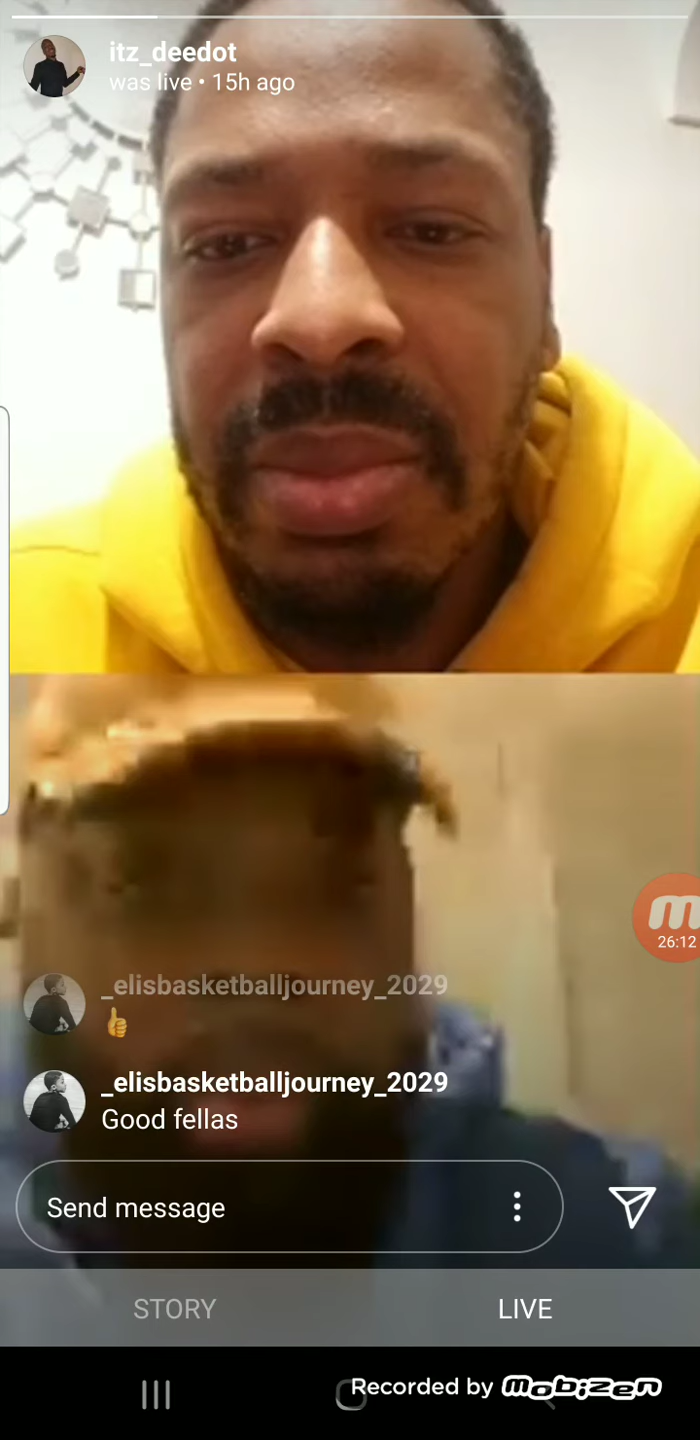 itz_deedot
was live • 15h ago
_elisbasketballjourney_2029
👍
_elisbasketballjourney_2029
Good fellas
Send message
STORY
LIVE
m
26:12
Recorded by mobizen